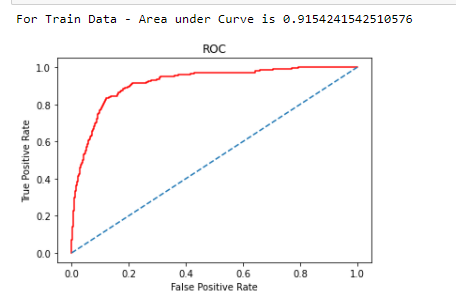 For Train Data - Area under Curve is 0.9154241542510576
ROC
1.0
0.8
0.6
0.4
0.2
0.0
True Positive Rate
0.0 0.2 0.4 0.6 0.8 1.0
False Positive Rate